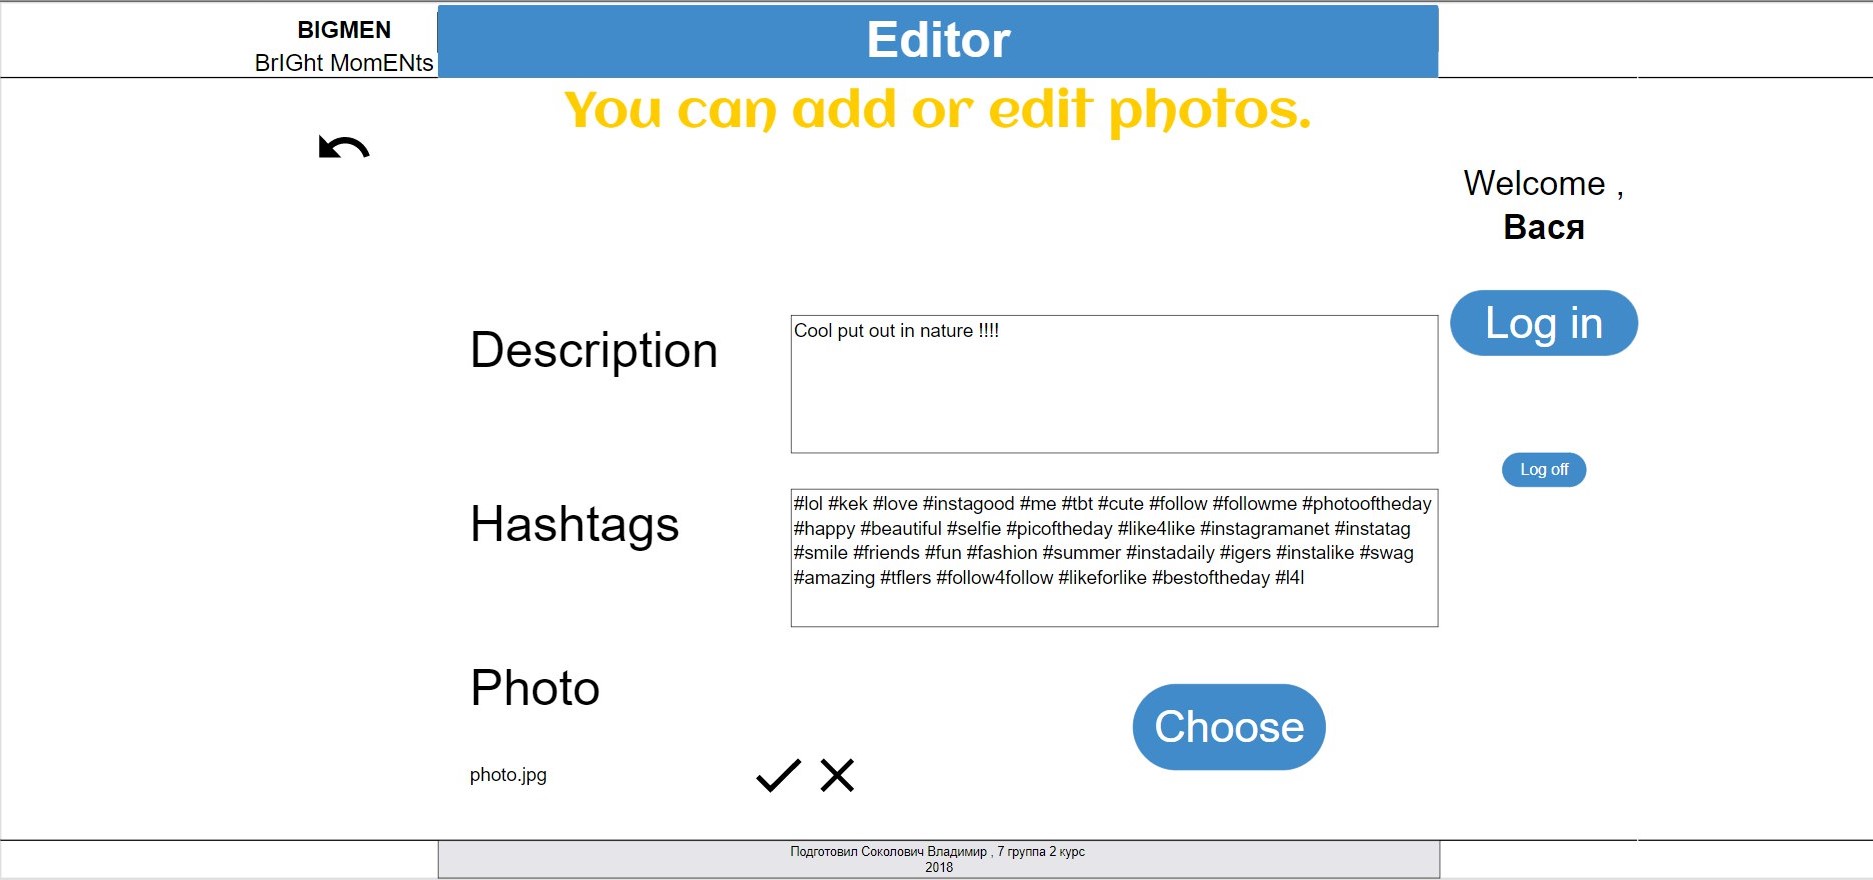 BIGMEN
BrIGht MomENts
Editor
You can add or edit photos.
Welcome ,
Вася
Log in
Description
Cool put out in nature !!!!
Log off
Hashtags
#lol #kek #love #instagood #me #tbt #cute #follow #followme #photooftheday
#happy #beautiful #selfie #picoftheday #like4like #instagramanet #instatag
#smile #friends #fun #fashion #summer #instadaily #igers #instalike #swag
#amazing #tflers #follow4follow #likeforlike #bestoftheday #l4l
Photo
Choose
photo.jpg
Подготовил Соколович Владимир , 7 группа 2 курс
2018